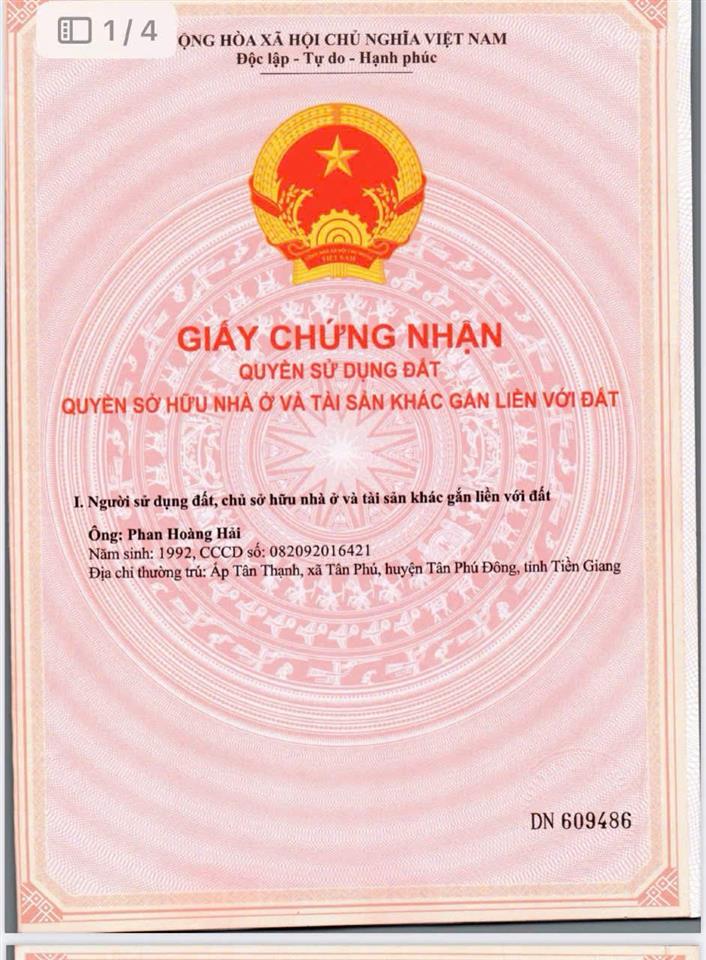 1 / 4
ỘNG HÒA XÃ HỘI CHỦ NGHĨA VIỆT NAM
Độc lập - Tự do - Hạnh phúc
VIỆT NAM
GIẤY CHỨNG NHẬN
QUYỀN SỬ DỤNG ĐẤT
QUYỀN SỞ HỮU NHÀ Ở VÀ TÀI SẢN KHÁC GẮN LIỀN VỚI ĐẤT
I. Người sử dụng đất, chủ sở hữu nhà ở và tài sản khác gắn liền với đất
Ông: Phan Hoàng Hải
Năm sinh: 1992, CCCD số: 082092016421
Địa chỉ thường trú: Ấp Tân Thạnh, xã Tân Phú, huyện Tân Phú Đông, tỉnh Tiền Giang
DN 609486